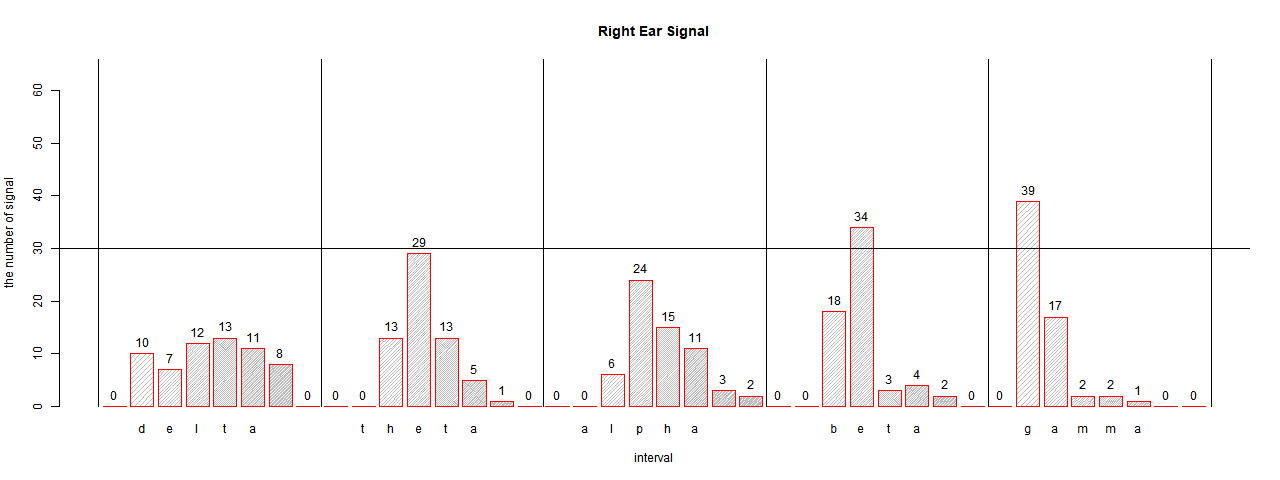 Right Ear Signal
the number of signal
60
50
40
30
20
10
0
0 10 7 12 13 11 8 0
0 0 13 29 13 5 1 0
0 0 6 24 15 11 3 2
0 0 18 34 3 4 2 0
0 39 17 2 2 1 0 0
d e l t a t h e t a a l p h a b e t a g a m m a
interval